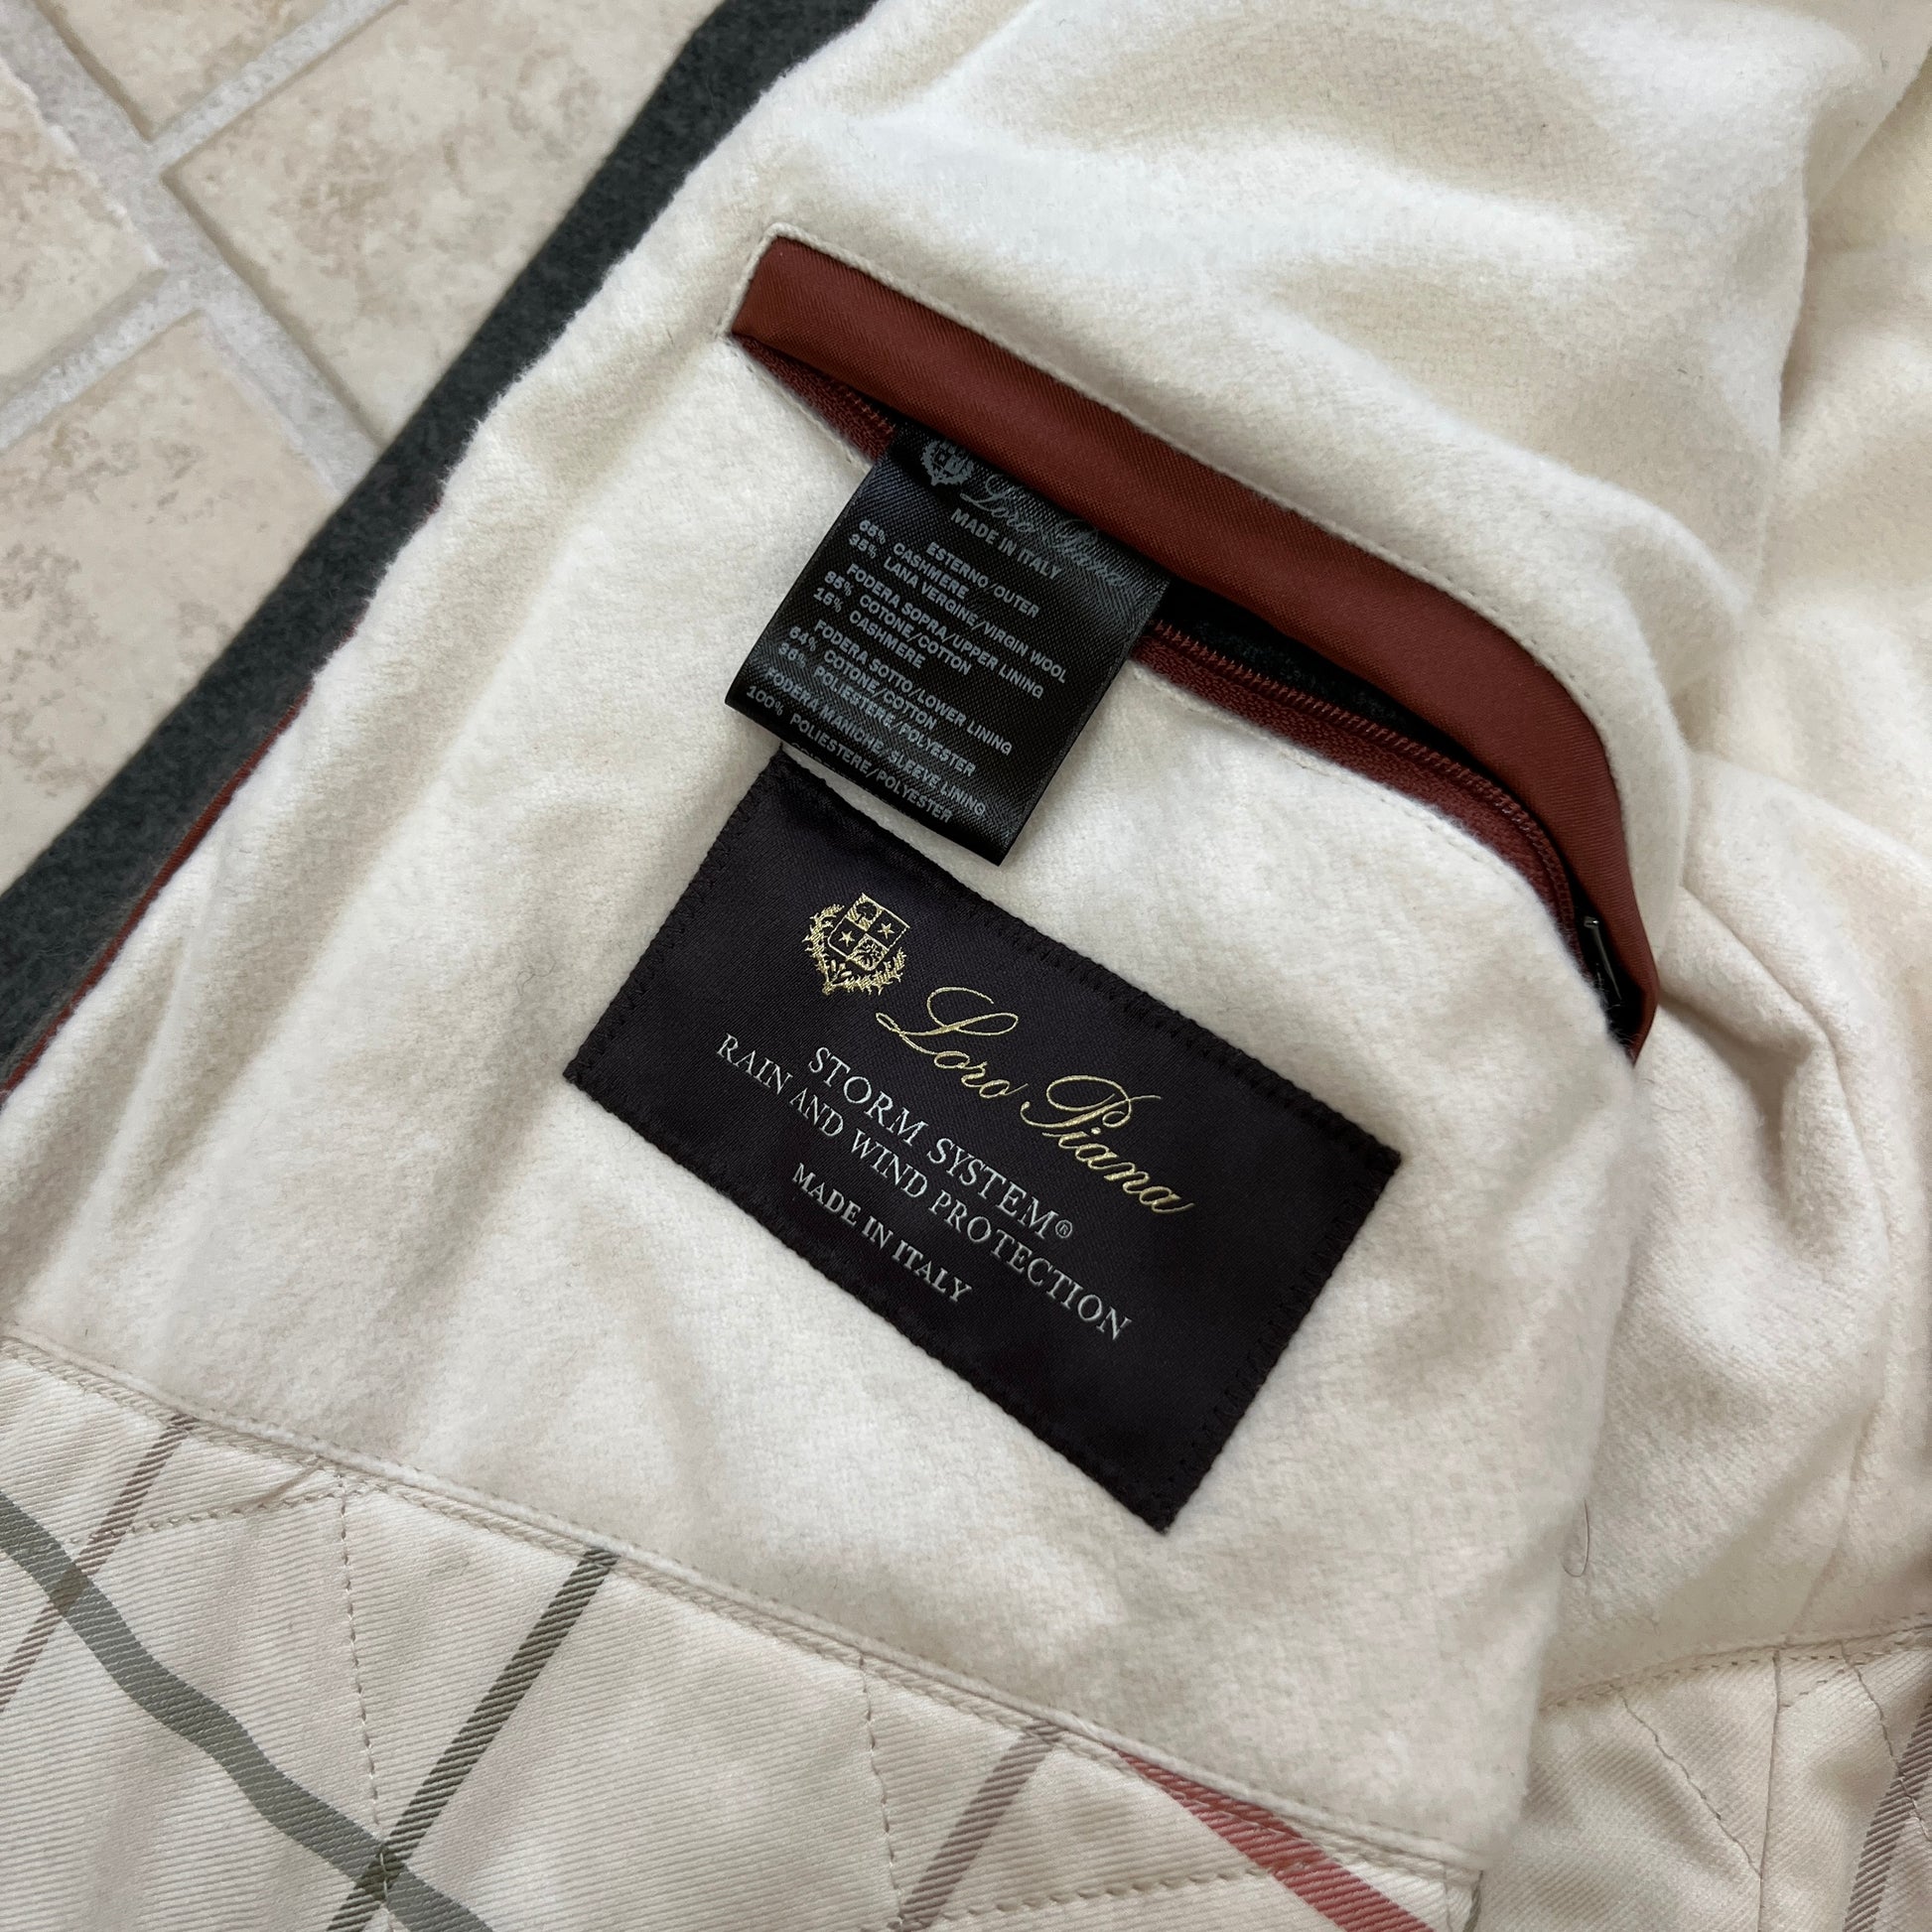 Loro Piana
MADE IN ITALY
ESTERNO/OUTER
65% CASHMERE
35% LANA VERGINE/VIRGIN WOOL
FODERA SOPRA/UPPER LINING
85% COTONE/COTTON
15% CASHMERE
FODERA SOTTO/LOWER LINING
64% COTONE/COTTON
36% POLIESTERE/POLYESTER
FODERA MANICHE/SLEEVE LINING
100% POLIESTERE/POLYESTER
Loro Piana
STORM SYSTEM®
RAIN AND WIND PROTECTION
MADE IN ITALY